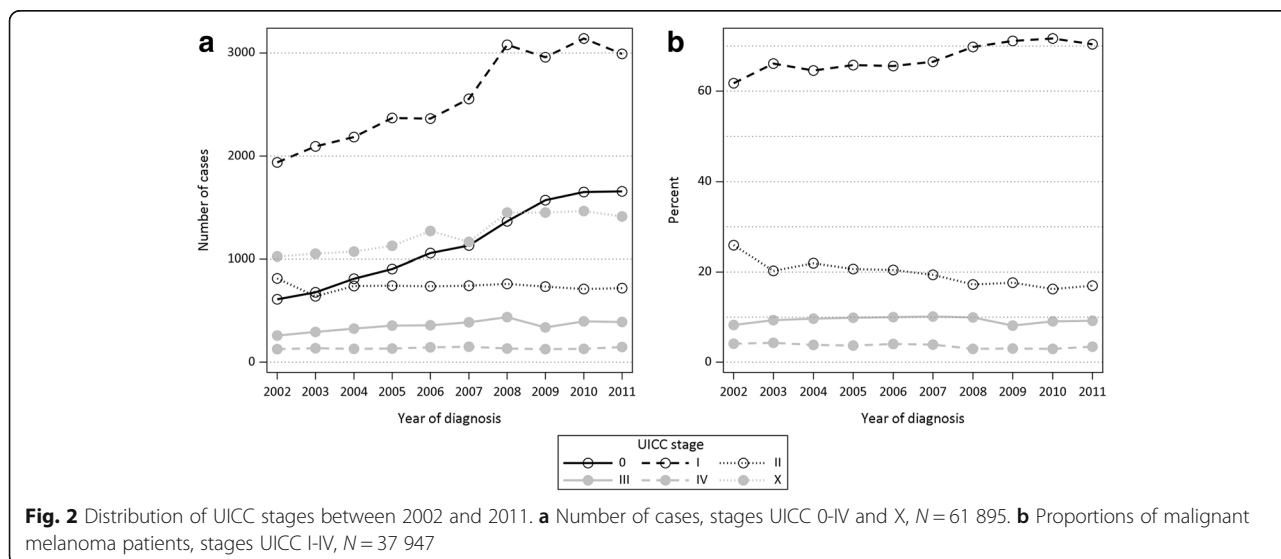 a
b
3000
2000
1000
0
Number of cases
2002 2003 2004 2005 2006 2007 2008 2009 2010 2011
Year of diagnosis
60
40
20
0
Percent
2002 2003 2004 2005 2006 2007 2008 2009 2010 2011
Year of diagnosis
UICC stage
0 I II
III IV X
Fig. 2 Distribution of UICC stages between 2002 and 2011. a Number of cases, stages UICC 0-IV and X, N = 61 895. b Proportions of malignant
melanoma patients, stages UICC I-IV, N = 37 947